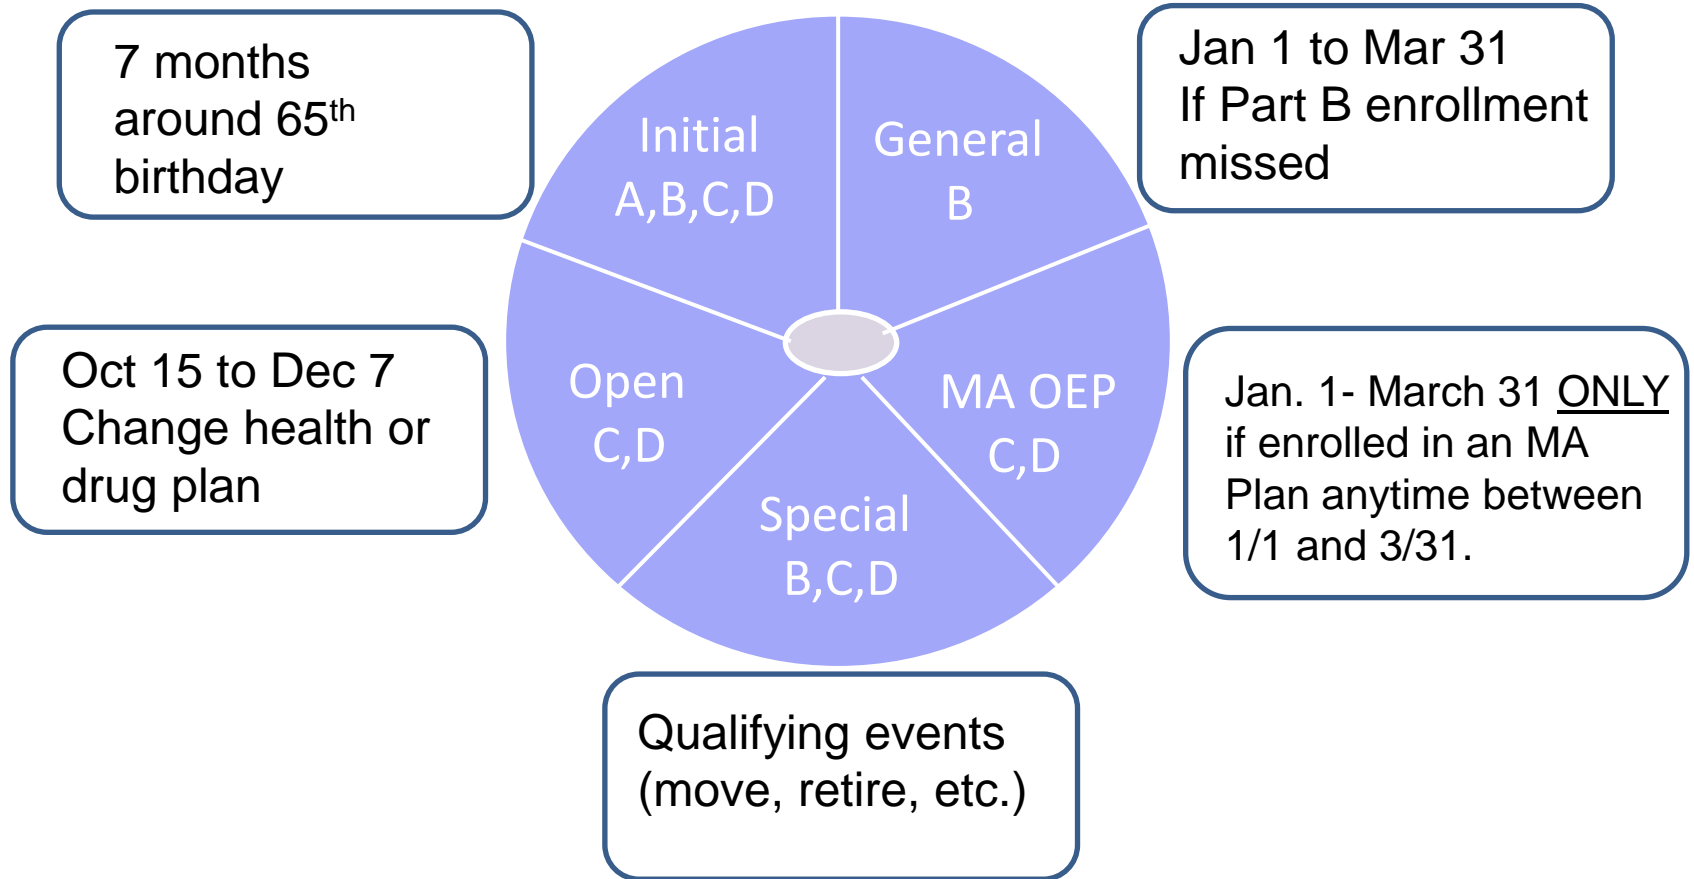 7 months
around 65th
birthday
Initial
A,B,C,D
General
B
Jan 1 to Mar 31
If Part B enrollment
missed
Oct 15 to Dec 7
Change health or
drug plan
Open
C,D
MA OEP
C,D
Jan. 1- March 31 ONLY
if enrolled in an MA
Plan anytime between
1/1 and 3/31.
Special
B,C,D
Qualifying events
(move, retire, etc.)